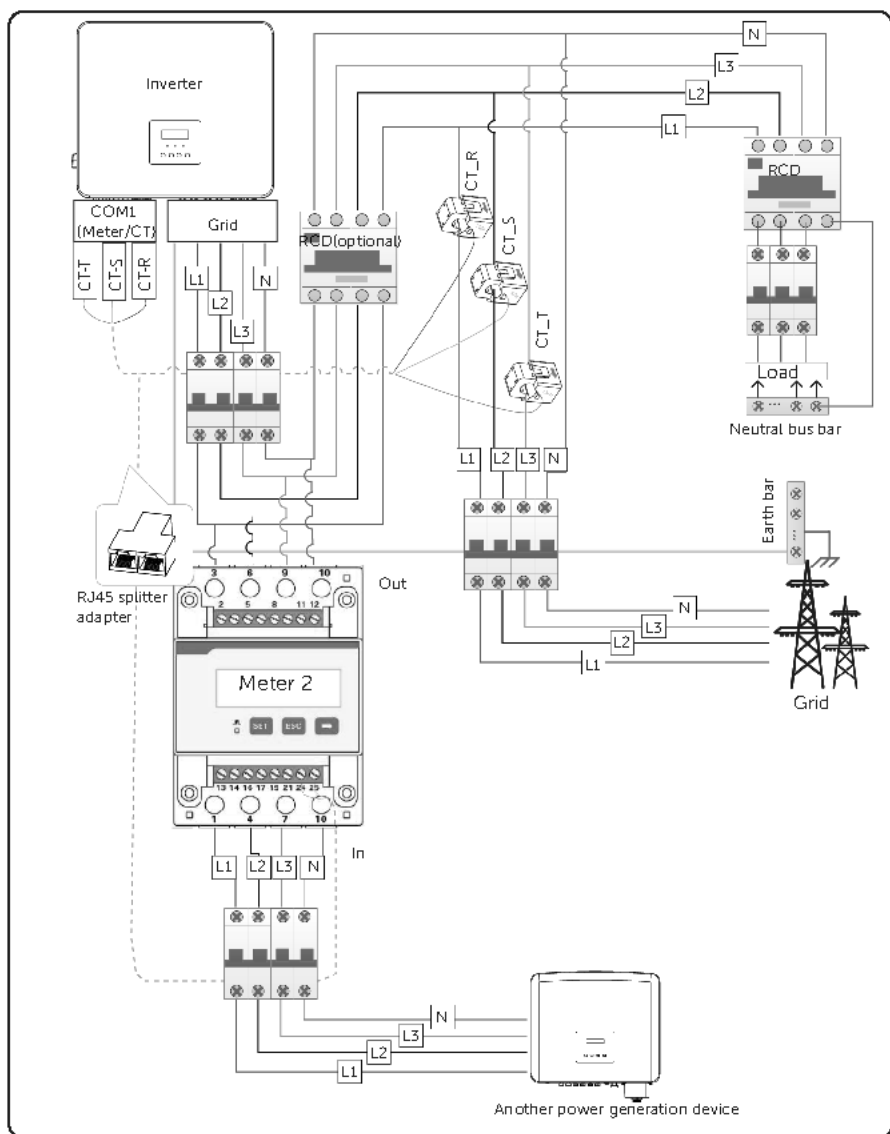 Inverter
COM1
(Meter/CT)
Grid
CT-T
CT-S
CT-R
L1
L2
L3
N
RCD(optional)
N
L3
L2
L1
CT_R
CT_S
CT_T
RCD
Load
Neutral bus bar
L1
L2
L3
N
Earth bar
RJ45 splitter
adapter
Out
3 6 9 10
2 5 8 11 12
Meter 2
SET ESC
13 14 16 17 19 21 24 25
1 4 7 10
In
N
L3
L2
L1
Grid
L1
L2
L3
N
N
L3
L2
L1
Another power generation device